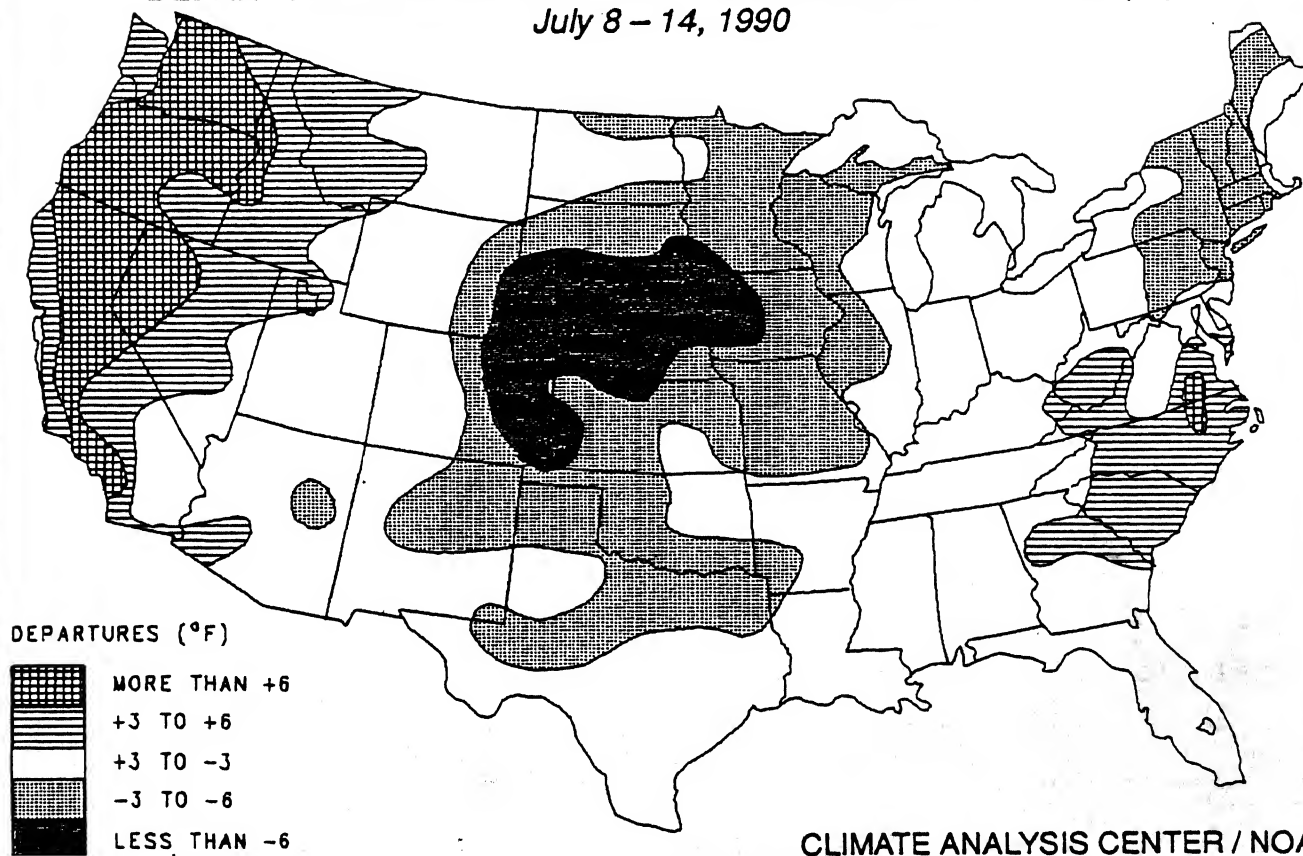 July 8 – 14, 1990
DEPARTURES (°F)
MORE THAN +6
+3 TO +6
+3 TO -3
-3 TO -6
LESS THAN -6
CLIMATE ANALYSIS CENTER /